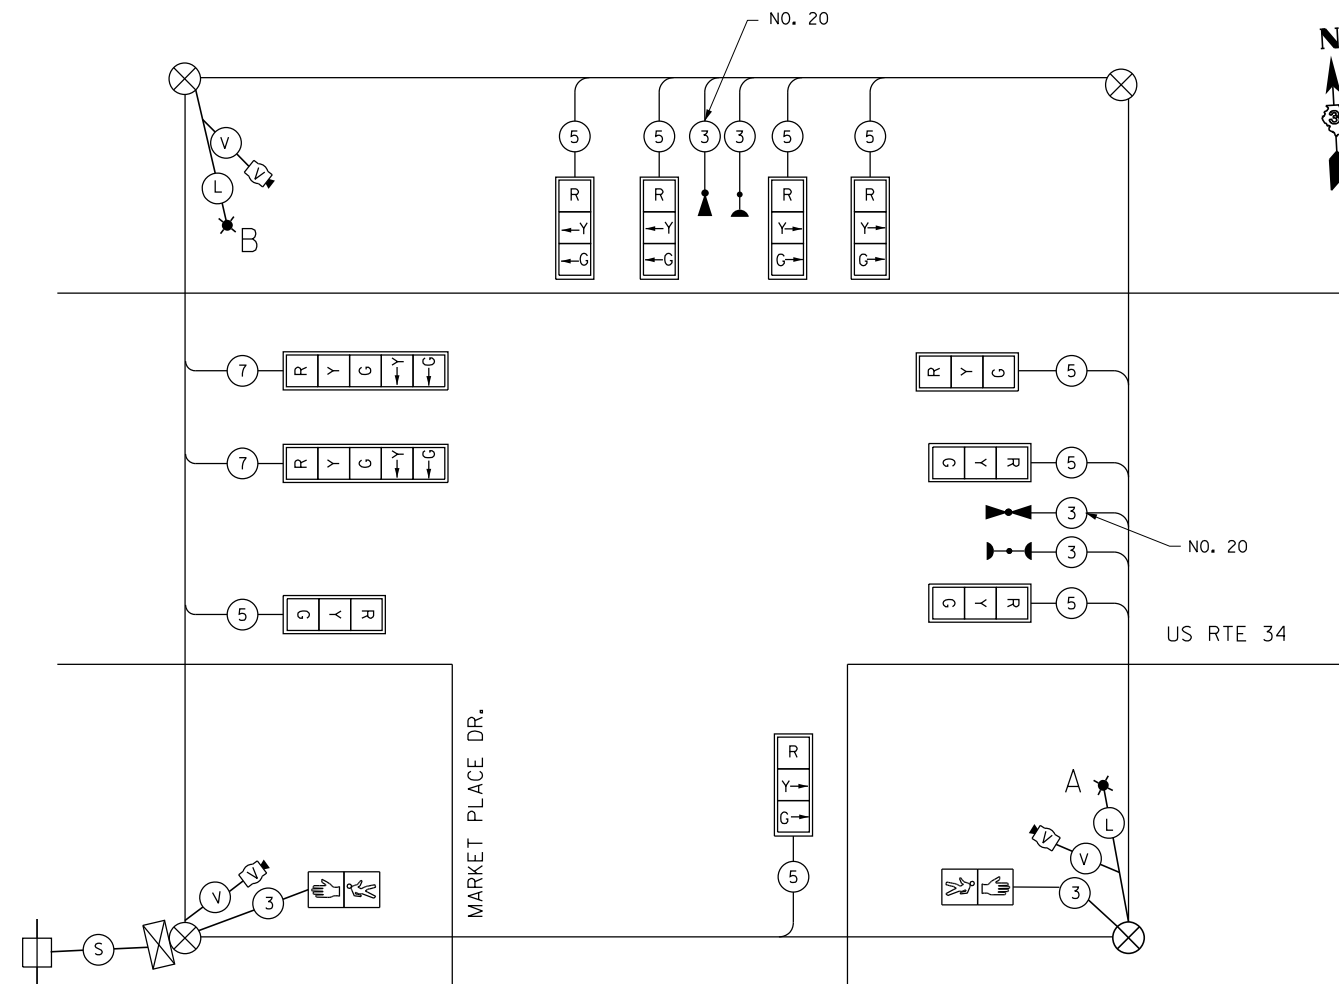 NO. 20
N
3
5 5 3 3 5 5
V
V
L
R R R R
←Y ←Y Y→ Y→
←G ←G G→ G→
B
7 R Y G Y→ G→
R Y G 5
7 R Y G Y→ G→
G Y R 5
3
NO. 20
3
5 G Y R
G Y R 5
US RTE 34
MARKET PLACE DR.
R
Y→
G→
A
L
V
V
5
V
V
3
3
S